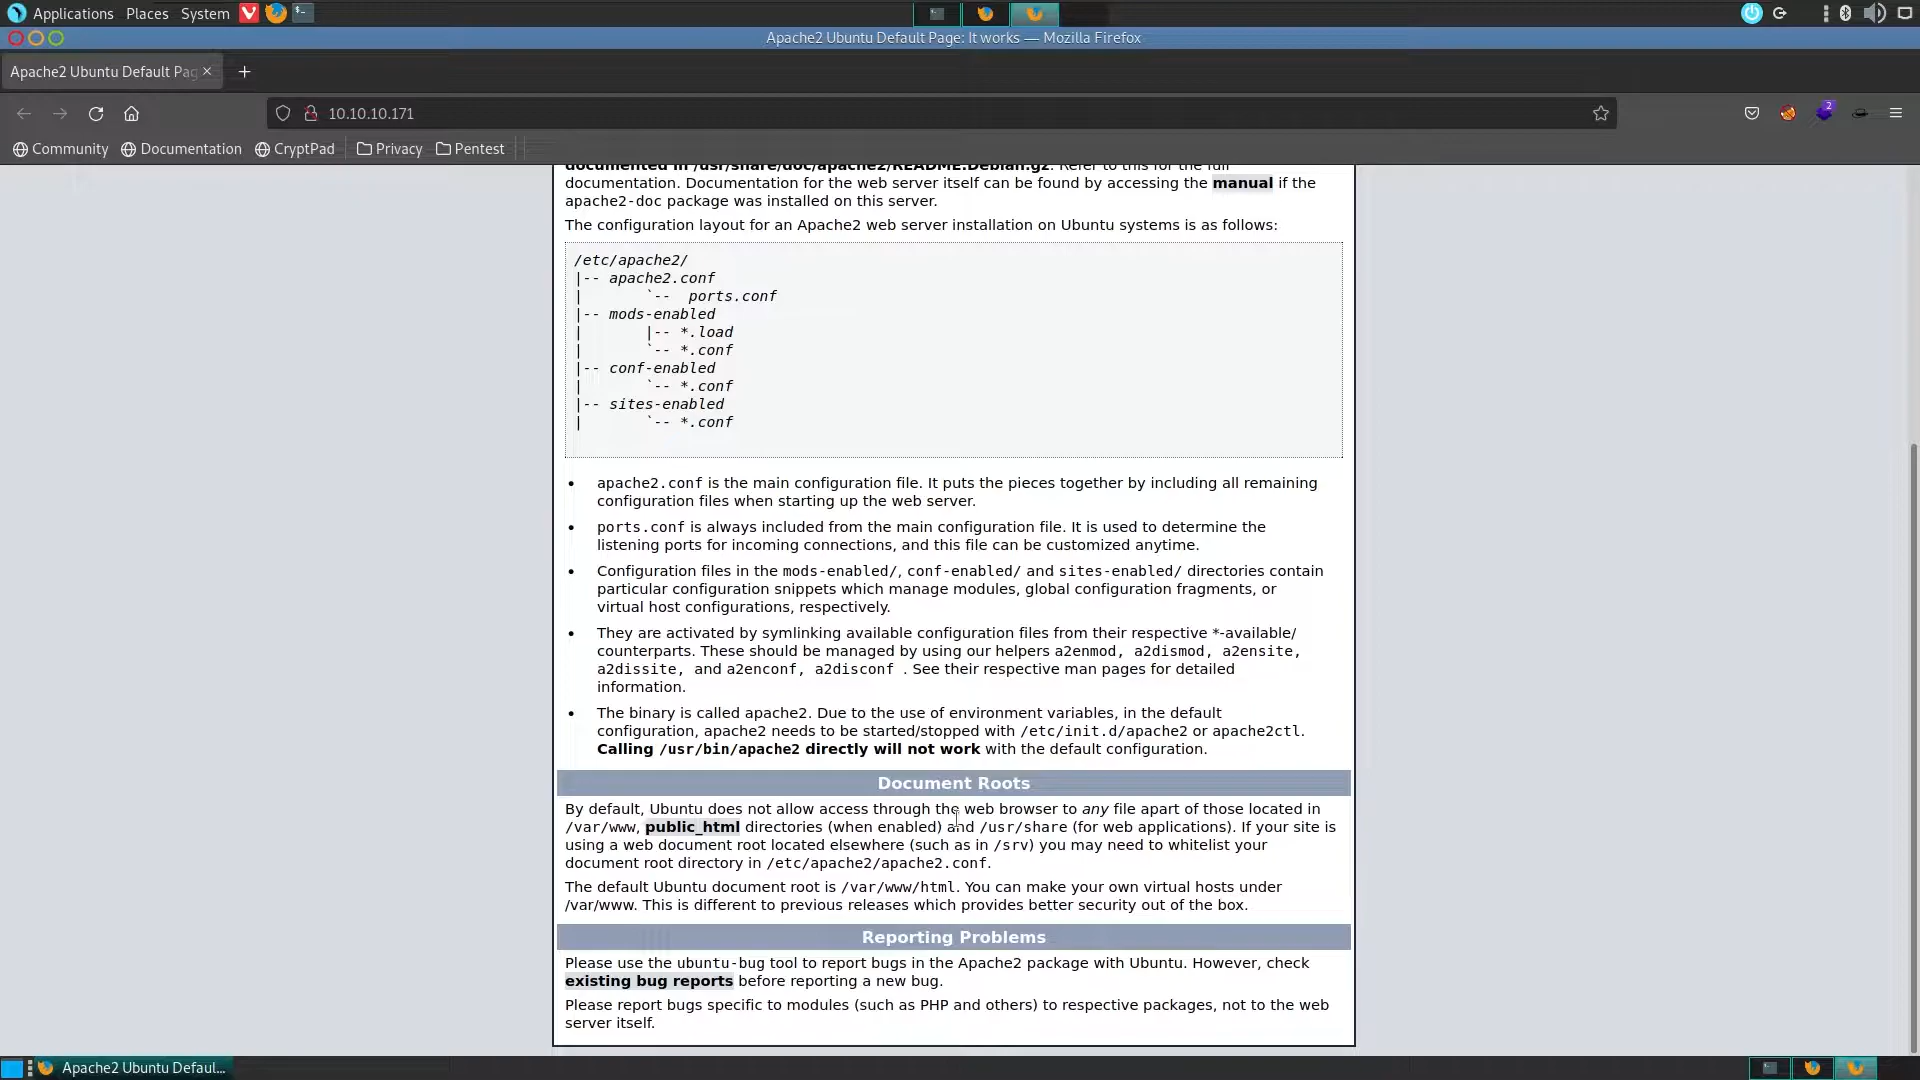 Applications Places System
Apache2 Ubuntu Default Page: It works — Mozilla Firefox
Apache2 Ubuntu Default Pag
10.10.10.171
2
Community Documentation CryptPad Privacy Pentest
documented in /usr/share/doc/apache2/README.Debian.gz. Refer to this for the full
documentation. Documentation for the web server itself can be found by accessing the manual if the
apache2-doc package was installed on this server.
The configuration layout for an Apache2 web server installation on Ubuntu systems is as follows:
/etc/apache2/
|-- apache2.conf
|       `--  ports.conf
|-- mods-enabled
|       |-- *.load
|       `-- *.conf
|-- conf-enabled
|       `-- *.conf
|-- sites-enabled
|       `-- *.conf
• apache2.conf is the main configuration file. It puts the pieces together by including all remaining
configuration files when starting up the web server.
• ports.conf is always included from the main configuration file. It is used to determine the
listening ports for incoming connections, and this file can be customized anytime.
• Configuration files in the mods-enabled/, conf-enabled/ and sites-enabled/ directories contain
particular configuration snippets which manage modules, global configuration fragments, or
virtual host configurations, respectively.
• They are activated by symlinking available configuration files from their respective *-available/
counterparts. These should be managed by using our helpers a2enmod, a2dismod, a2ensite,
a2dissite, and a2enconf, a2disconf . See their respective man pages for detailed
information.
• The binary is called apache2. Due to the use of environment variables, in the default
configuration, apache2 needs to be started/stopped with /etc/init.d/apache2 or apache2ctl.
Calling /usr/bin/apache2 directly will not work with the default configuration.
Document Roots
By default, Ubuntu does not allow access through the web browser to any file apart of those located in
/var/www, public_html directories (when enabled) and /usr/share (for web applications). If your site is
using a web document root located elsewhere (such as in /srv) you may need to whitelist your
document root directory in /etc/apache2/apache2.conf.
The default Ubuntu document root is /var/www/html. You can make your own virtual hosts under
/var/www. This is different to previous releases which provides better security out of the box.
Reporting Problems
Please use the ubuntu-bug tool to report bugs in the Apache2 package with Ubuntu. However, check
existing bug reports before reporting a new bug.
Please report bugs specific to modules (such as PHP and others) to respective packages, not to the web
server itself.
Apache2 Ubuntu Defaul...